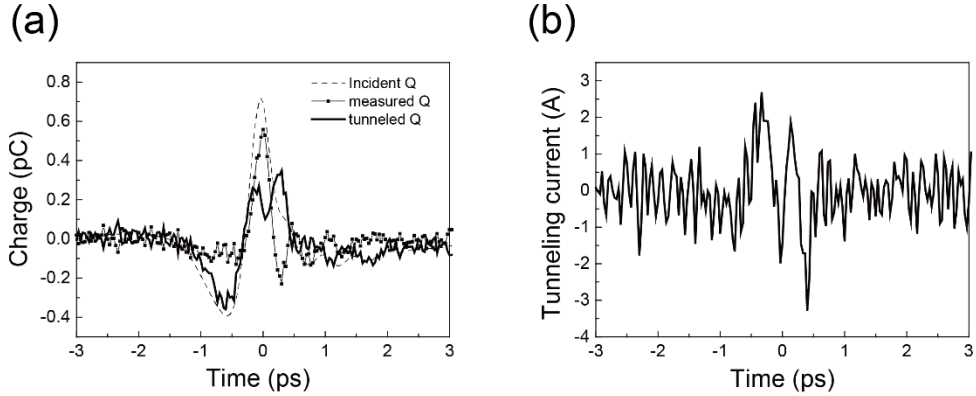 (a)
Charge (pC)
0.8
0.6
0.4
0.2
0.0
-0.2
-0.4
Incident Q
measured Q
tunneled Q
-3 -2 -1 0 1 2 3
Time (ps)
(b)
Tunneling current (A)
3
2
1
0
-1
-2
-3
-4
-3 -2 -1 0 1 2 3
Time (ps)